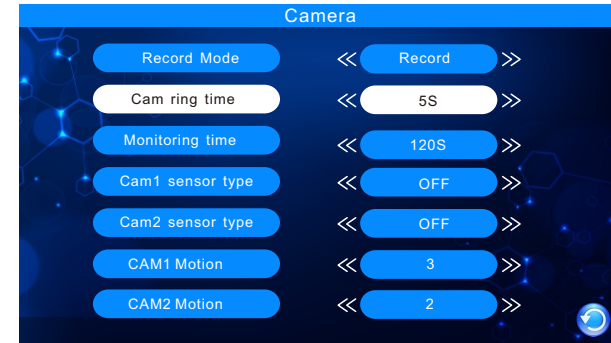 Camera
Record Mode Record
Cam ring time 5S
Monitoring time 120S
Cam1 sensor type OFF
Cam2 sensor type OFF
CAM1 Motion 3
CAM2 Motion 2